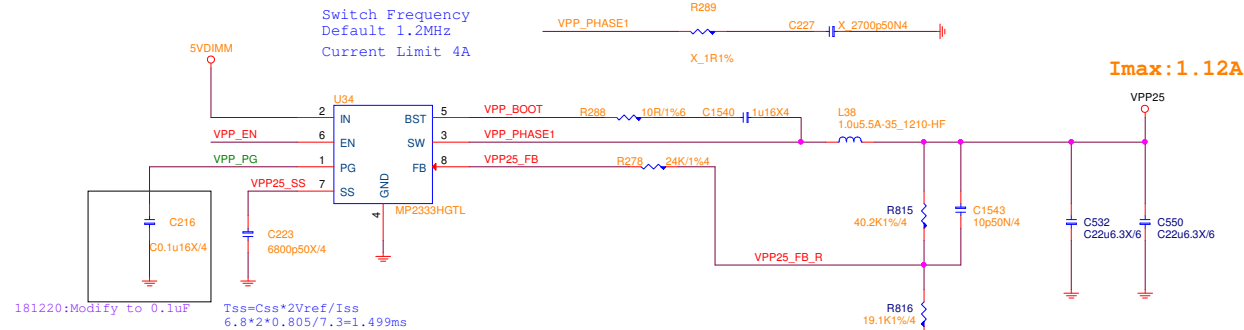 Switch Frequency
Default 1.2MHz
Current Limit 4A
VPP_PHASE1
R289
X_1R1%
C227
X_2700p50N4
Imax:1.12A
5VDIMM
VPP25
U34
2
IN
BST
5
VPP_BOOT
R288
10R/1%6
C1540
1u16X4
L38
1.0u5.5A-35_1210-HF
VPP_EN
6
EN
SW
3
VPP_PHASE1
VPP_PG
1
PG
FB
8
VPP25_FB
R278
24K/1%4
VPP25_SS
7
SS
GND
4
MP2333HGTL
C216
C0.1u16X/4
C223
6800p50X/4
R815
40.2K1%/4
C1543
10p50N/4
C532
C22u6.3X/6
C550
C22u6.3X/6
VPP25_FB_R
R816
19.1K1%/4
181220:Modify to 0.1uF
Tss=Css*2Vref/Iss
6.8*2*0.805/7.3=1.499ms